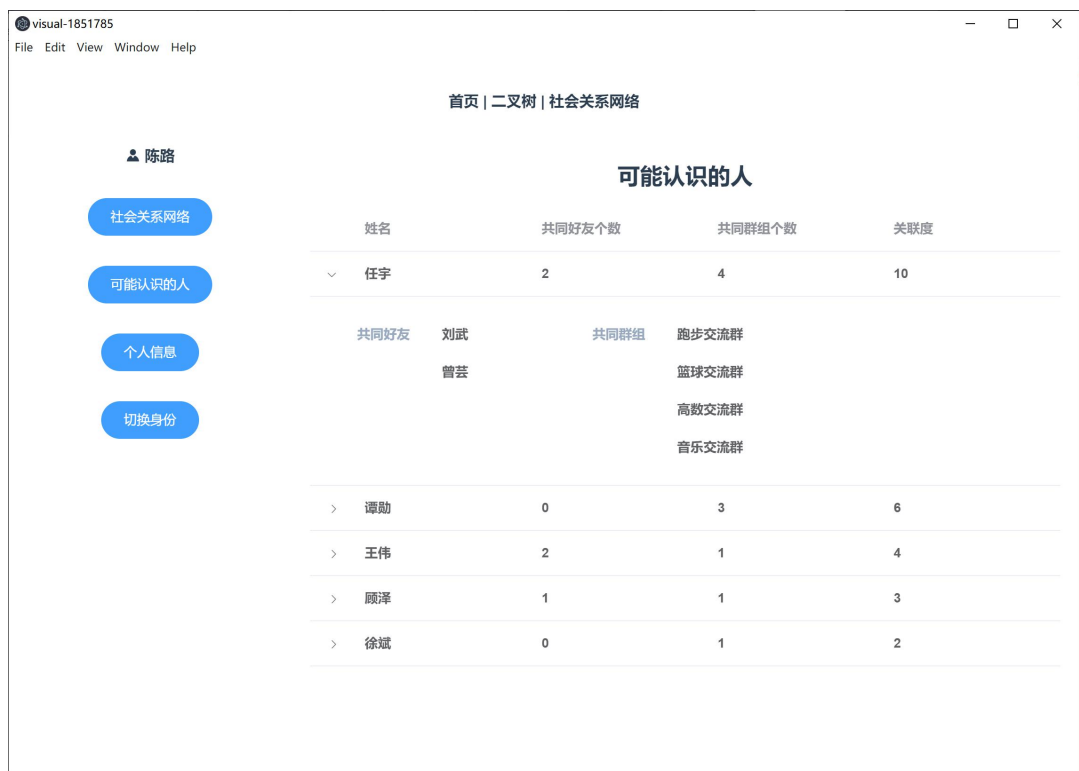 visual-1851785
File Edit View Window Help
首页 | 二叉树 | 社会关系网络
陈路
社会关系网络
可能认识的人
个人信息
切换身份
可能认识的人
姓名 共同好友个数 共同群组个数 关联度
任宇 2 4 10
共同好友 刘武 共同群组 跑步交流群
曾芸 篮球交流群
高数交流群
音乐交流群
谭勋 0 3 6
王伟 2 1 4
顾泽 1 1 3
徐斌 0 1 2